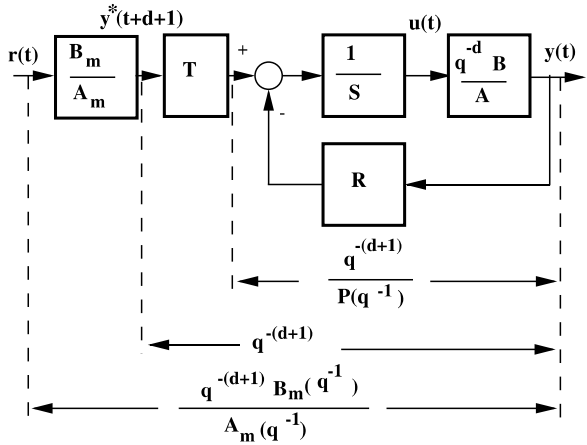 y*(t+d+1)
u(t)
r(t)
B_m
A_m
T
+
-
1
S
q^-d B
A
y(t)
R
q^-(d+1)
P(q^-1)
q^-(d+1)
q^-(d+1) B_m(q^-1)
A_m(q^-1)